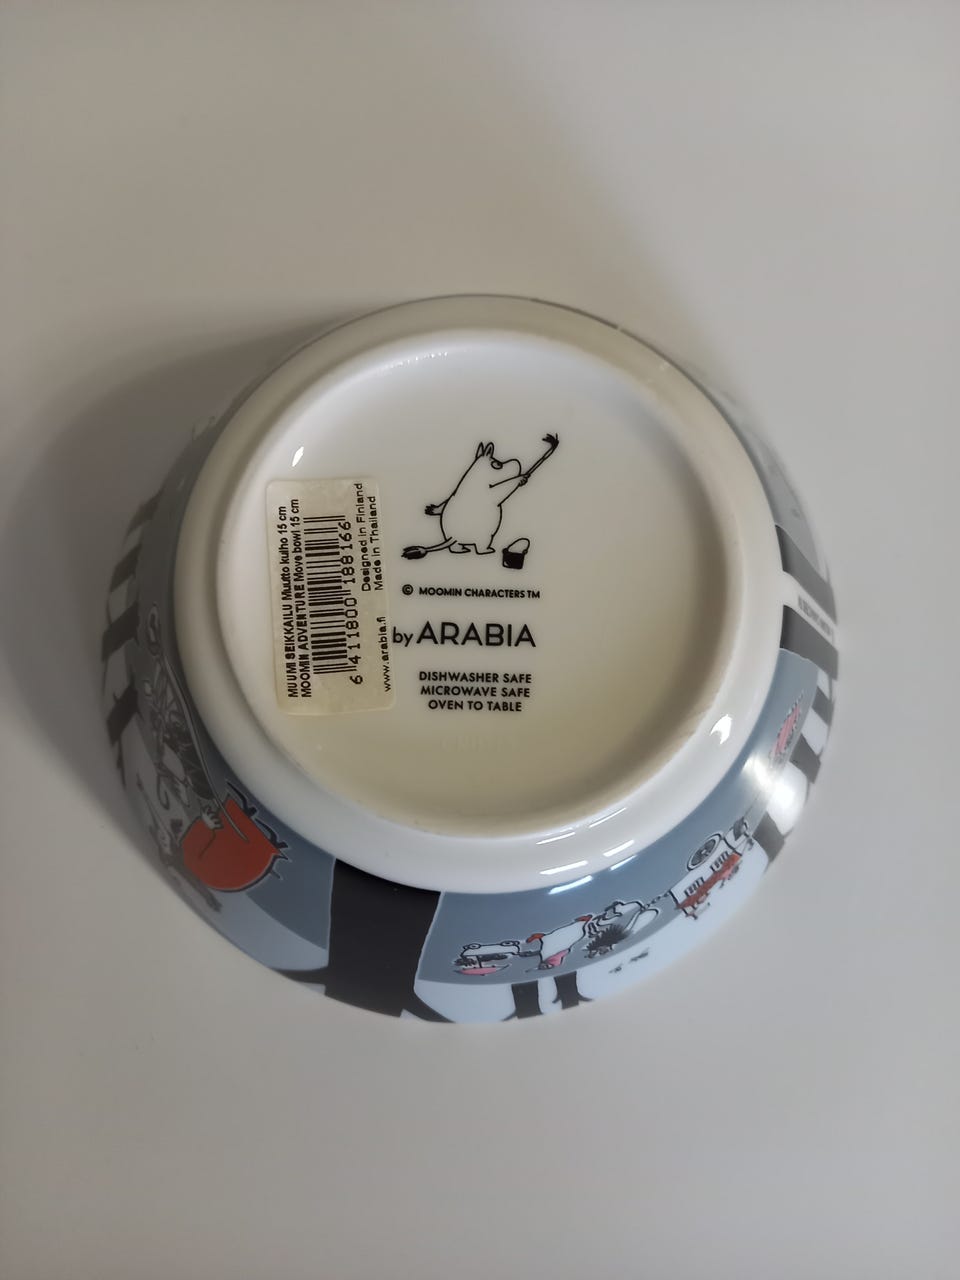 MUUMI SEIKKAILU Muutto kulho 15 cm
MOOMIN ADVENTURE Move bowl 15 cm
6 411800 188166
Designed in Finland
Made in Thailand
www.arabia.fi
© MOOMIN CHARACTERS TM
by ARABIA
DISHWASHER SAFE
MICROWAVE SAFE
OVEN TO TABLE